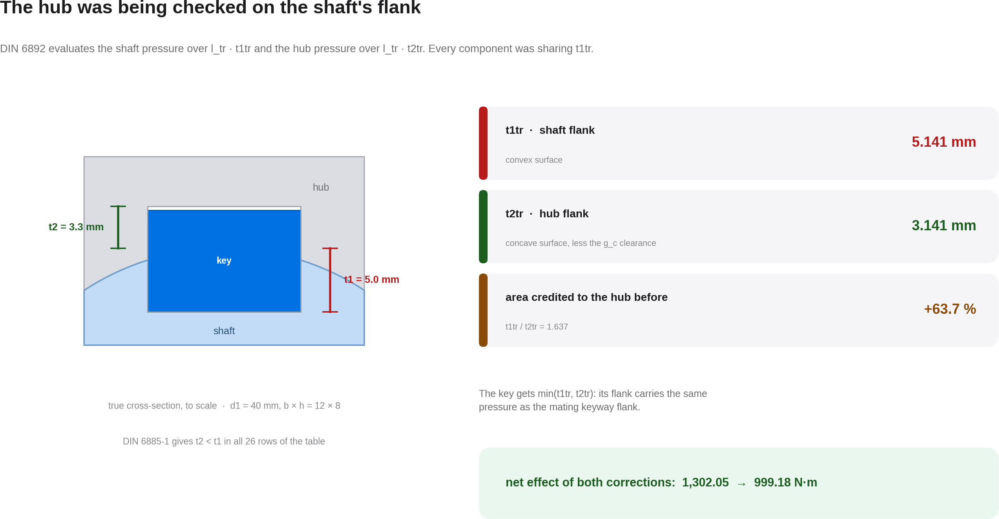 The hub was being checked on the shaft's flank
DIN 6892 evaluates the shaft pressure over l_tr · t1tr and the hub pressure over l_tr · t2tr. Every component was sharing t1tr.
hub
t2 = 3.3 mm
key
t1 = 5.0 mm
shaft
true cross-section, to scale · d1 = 40 mm, b × h = 12 × 8
DIN 6885-1 gives t2 < t1 in all 26 rows of the table
t1tr · shaft flank
5.141 mm
convex surface
t2tr · hub flank
3.141 mm
concave surface, less the g_c clearance
area credited to the hub before
+63.7 %
t1tr / t2tr = 1.637
The key gets min(t1tr, t2tr): its flank carries the same
pressure as the mating keyway flank.
net effect of both corrections: 1,302.05 → 999.18 N·m